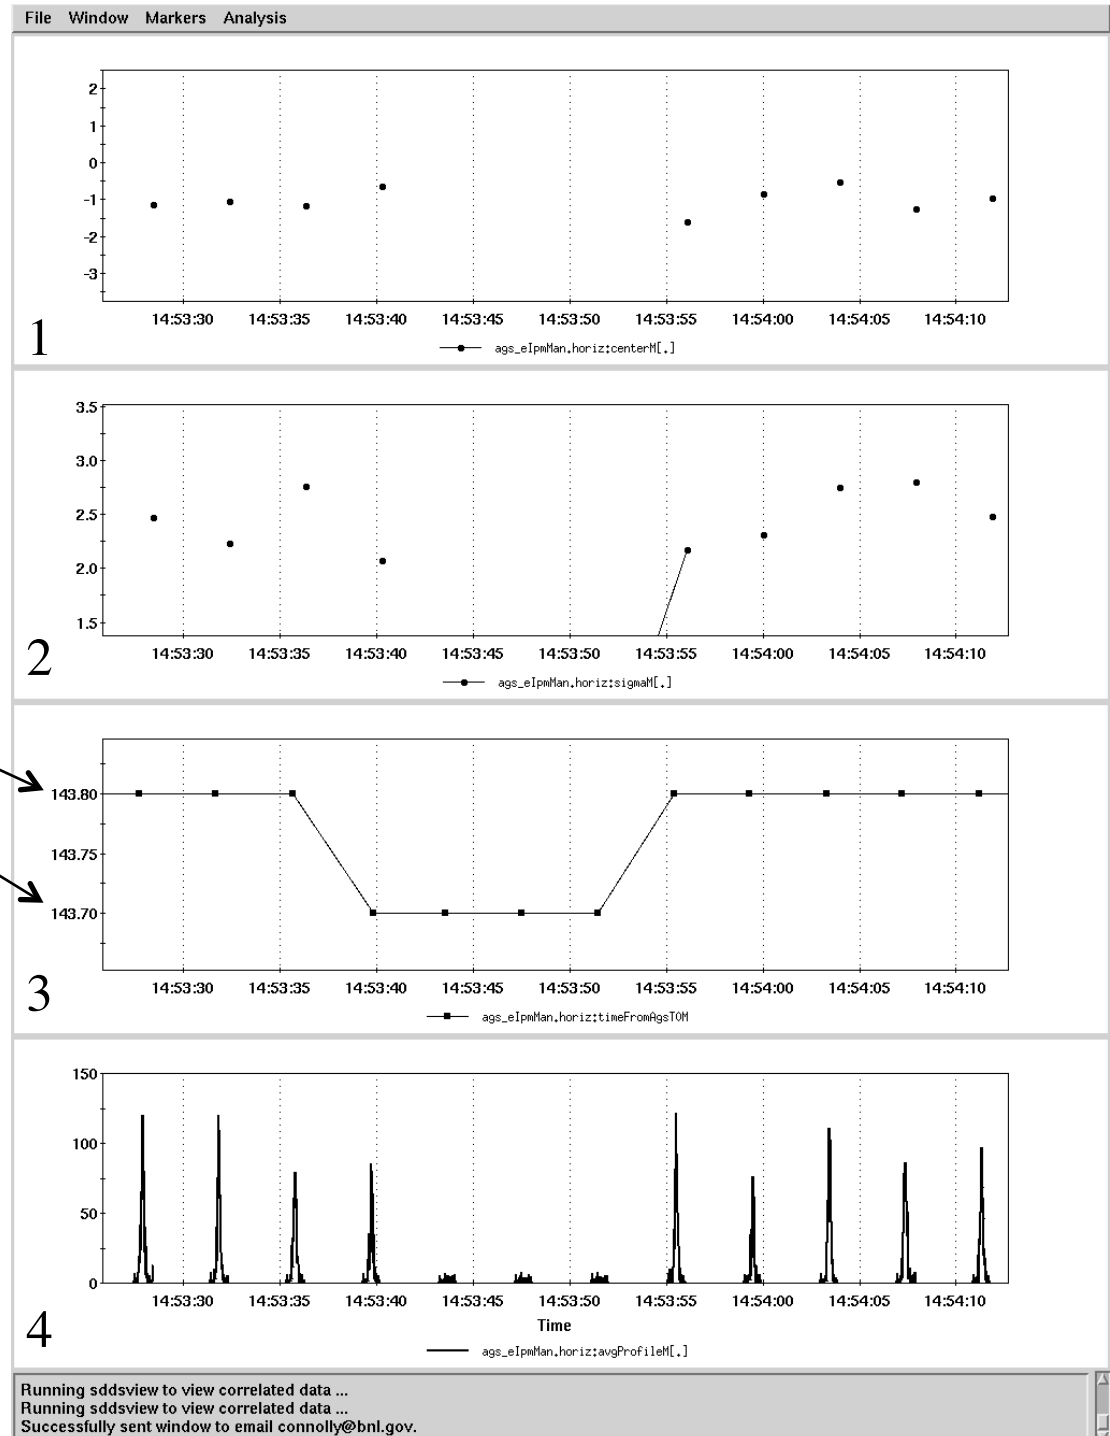 File Window Markers Analysis
2
1
0
-1
-2
-3
14:53:30 14:53:35 14:53:40 14:53:45 14:53:50 14:53:55 14:54:00 14:54:05 14:54:10
1
ags_eIpmMan.horiz:centerM[.]
3.5
3.0
2.5
2.0
1.5
14:53:30 14:53:35 14:53:40 14:53:45 14:53:50 14:53:55 14:54:00 14:54:05 14:54:10
2
ags_eIpmMan.horiz:sigmaM[.]
143.80
143.75
143.70
14:53:30 14:53:35 14:53:40 14:53:45 14:53:50 14:53:55 14:54:00 14:54:05 14:54:10
3
ags_eIpmMan.horiz:timeFromAgsTOM
150
100
50
0
14:53:30 14:53:35 14:53:40 14:53:45 14:53:50 14:53:55 14:54:00 14:54:05 14:54:10
Time
4
ags_eIpmMan.horiz:avgProfileM[.]
Running sddsview to view correlated data ...
Running sddsview to view correlated data ...
Successfully sent window to email connolly@bnl.gov.